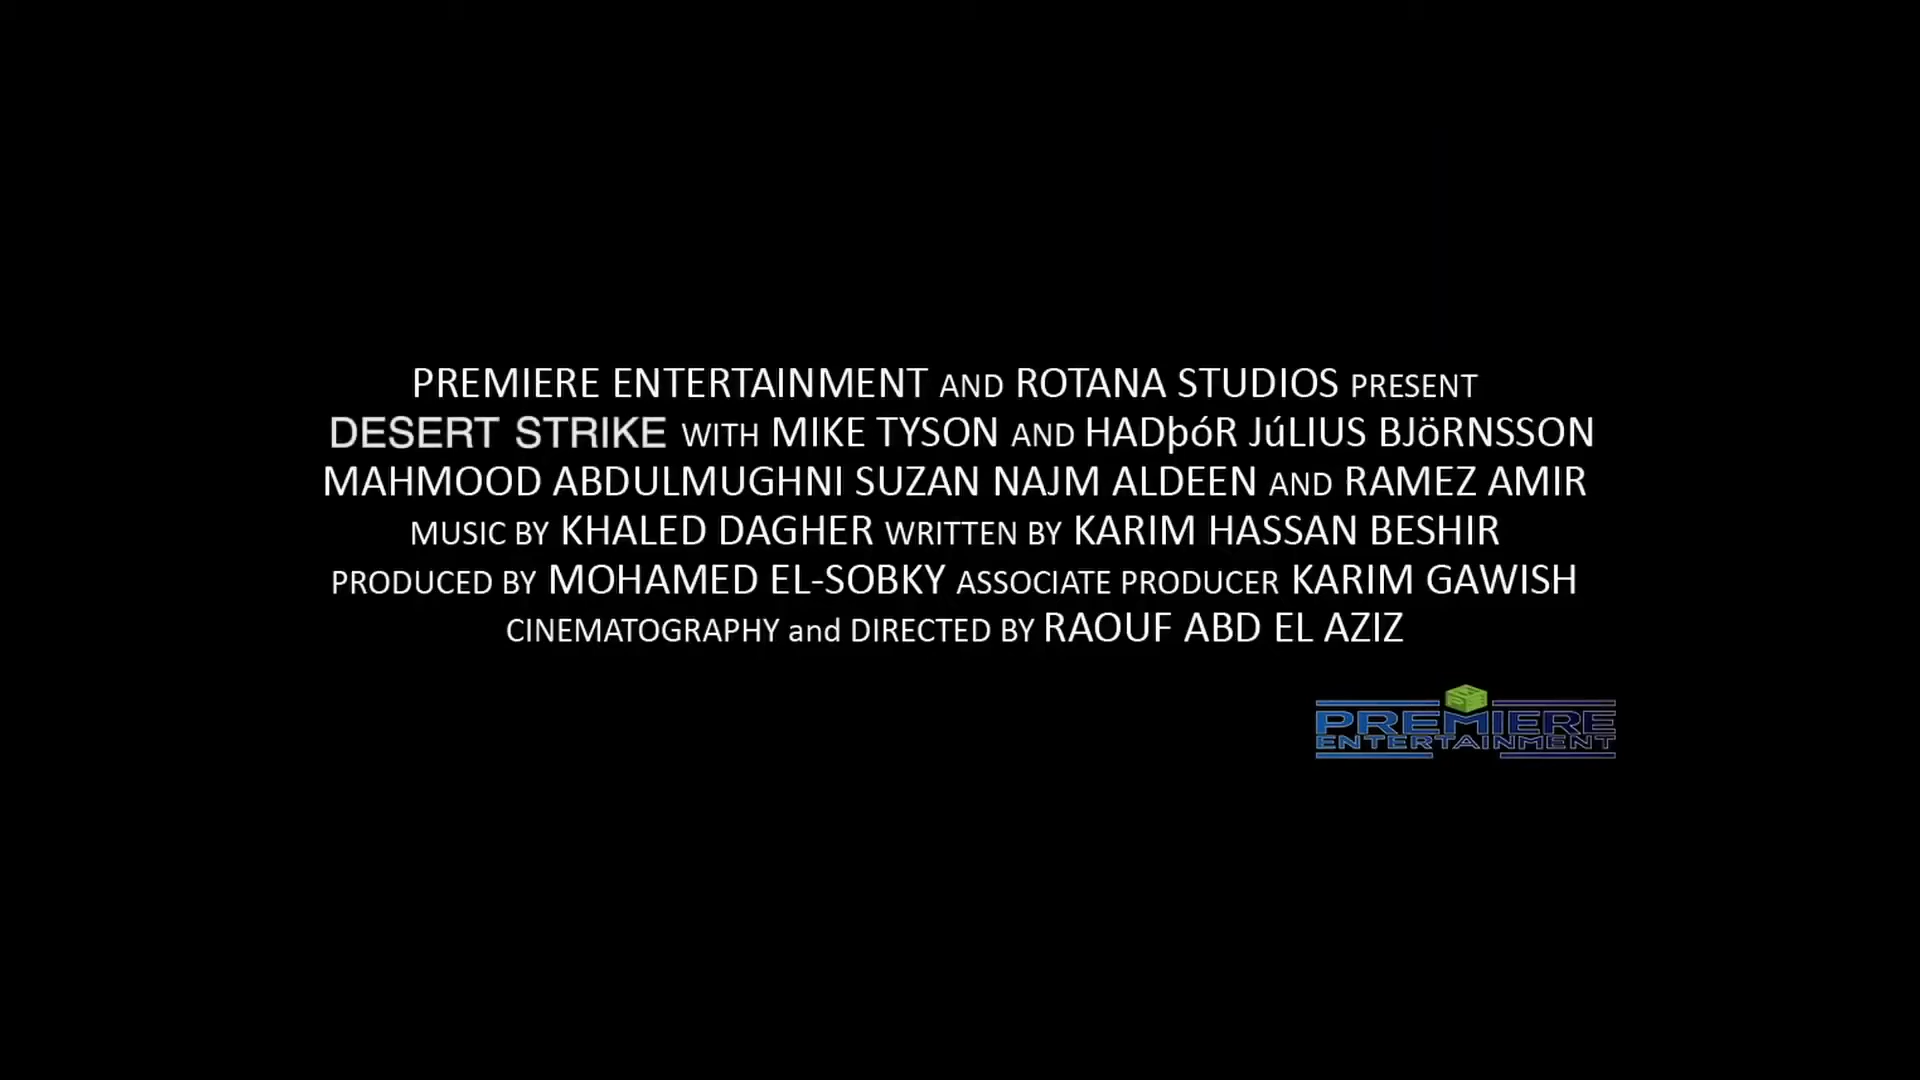 PREMIERE ENTERTAINMENT AND ROTANA STUDIOS PRESENT
DESERT STRIKE WITH MIKE TYSON AND HADþóR JúLIUS BJöRNSSON
MAHMOOD ABDULMUGHNI SUZAN NAJM ALDEEN AND RAMEZ AMIR
MUSIC BY KHALED DAGHER WRITTEN BY KARIM HASSAN BESHIR
PRODUCED BY MOHAMED EL-SOBKY ASSOCIATE PRODUCER KARIM GAWISH
CINEMATOGRAPHY and DIRECTED BY RAOUF ABD EL AZIZ
PREMIERE
ENTERTAINMENT